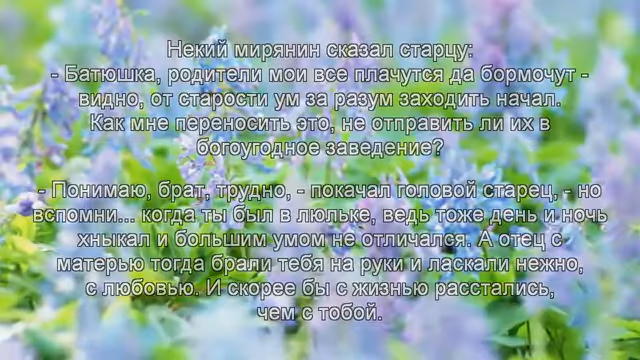 Некий мирянин сказал старцу:
- Батюшка, родители мои все плачутся да бормочут -
видно, от старости ум за разум заходить начал.
Как мне переносить это, не отправить ли их в
богоугодное заведение?
- Понимаю, брат, трудно, - покачал головой старец, - но
вспомни... когда ты был в люльке, ведь тоже день и ночь
хныкал и большим умом не отличался. А отец с
матерью тогда брали тебя на руки и ласкали нежно,
с любовью. И скорее бы с жизнью расстались,
чем с тобой.